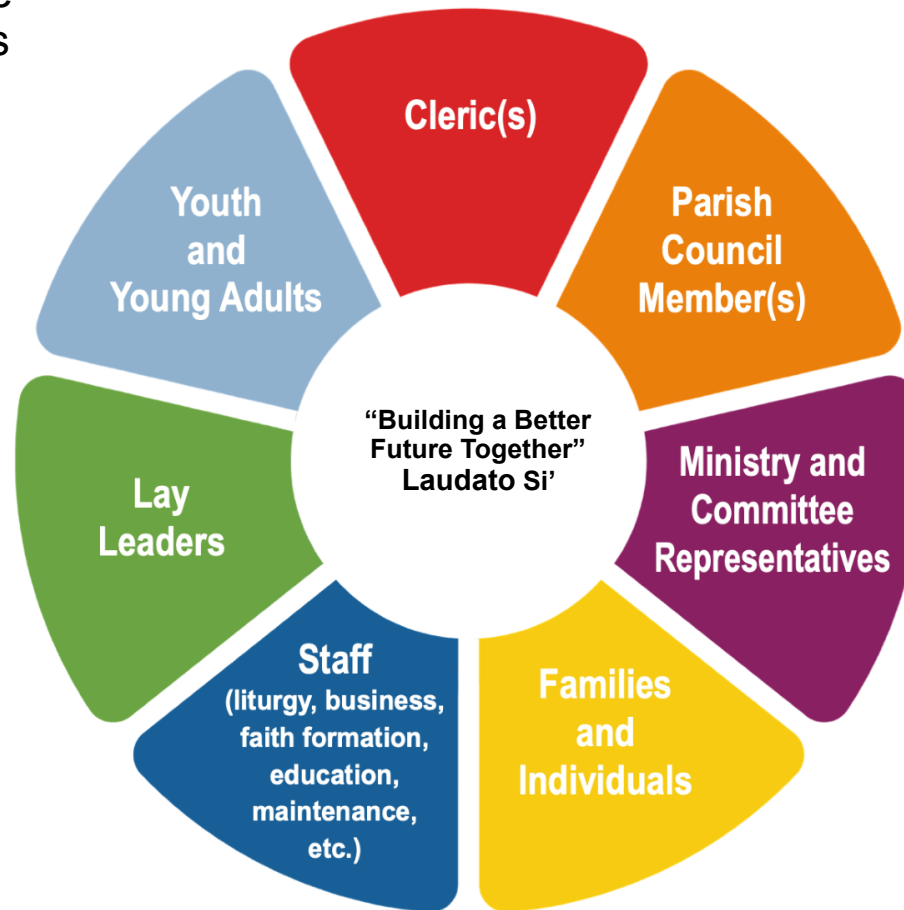 s
Cleric(s)
Youth
and
Young Adults
Parish
Council
Member(s)
“Building a Better
Future Together”
Laudato Si’
Ministry and
Committee
Representatives
Lay
Leaders
Staff
(liturgy, business,
faith formation,
education,
maintenance,
etc.)
Families
and
Individuals